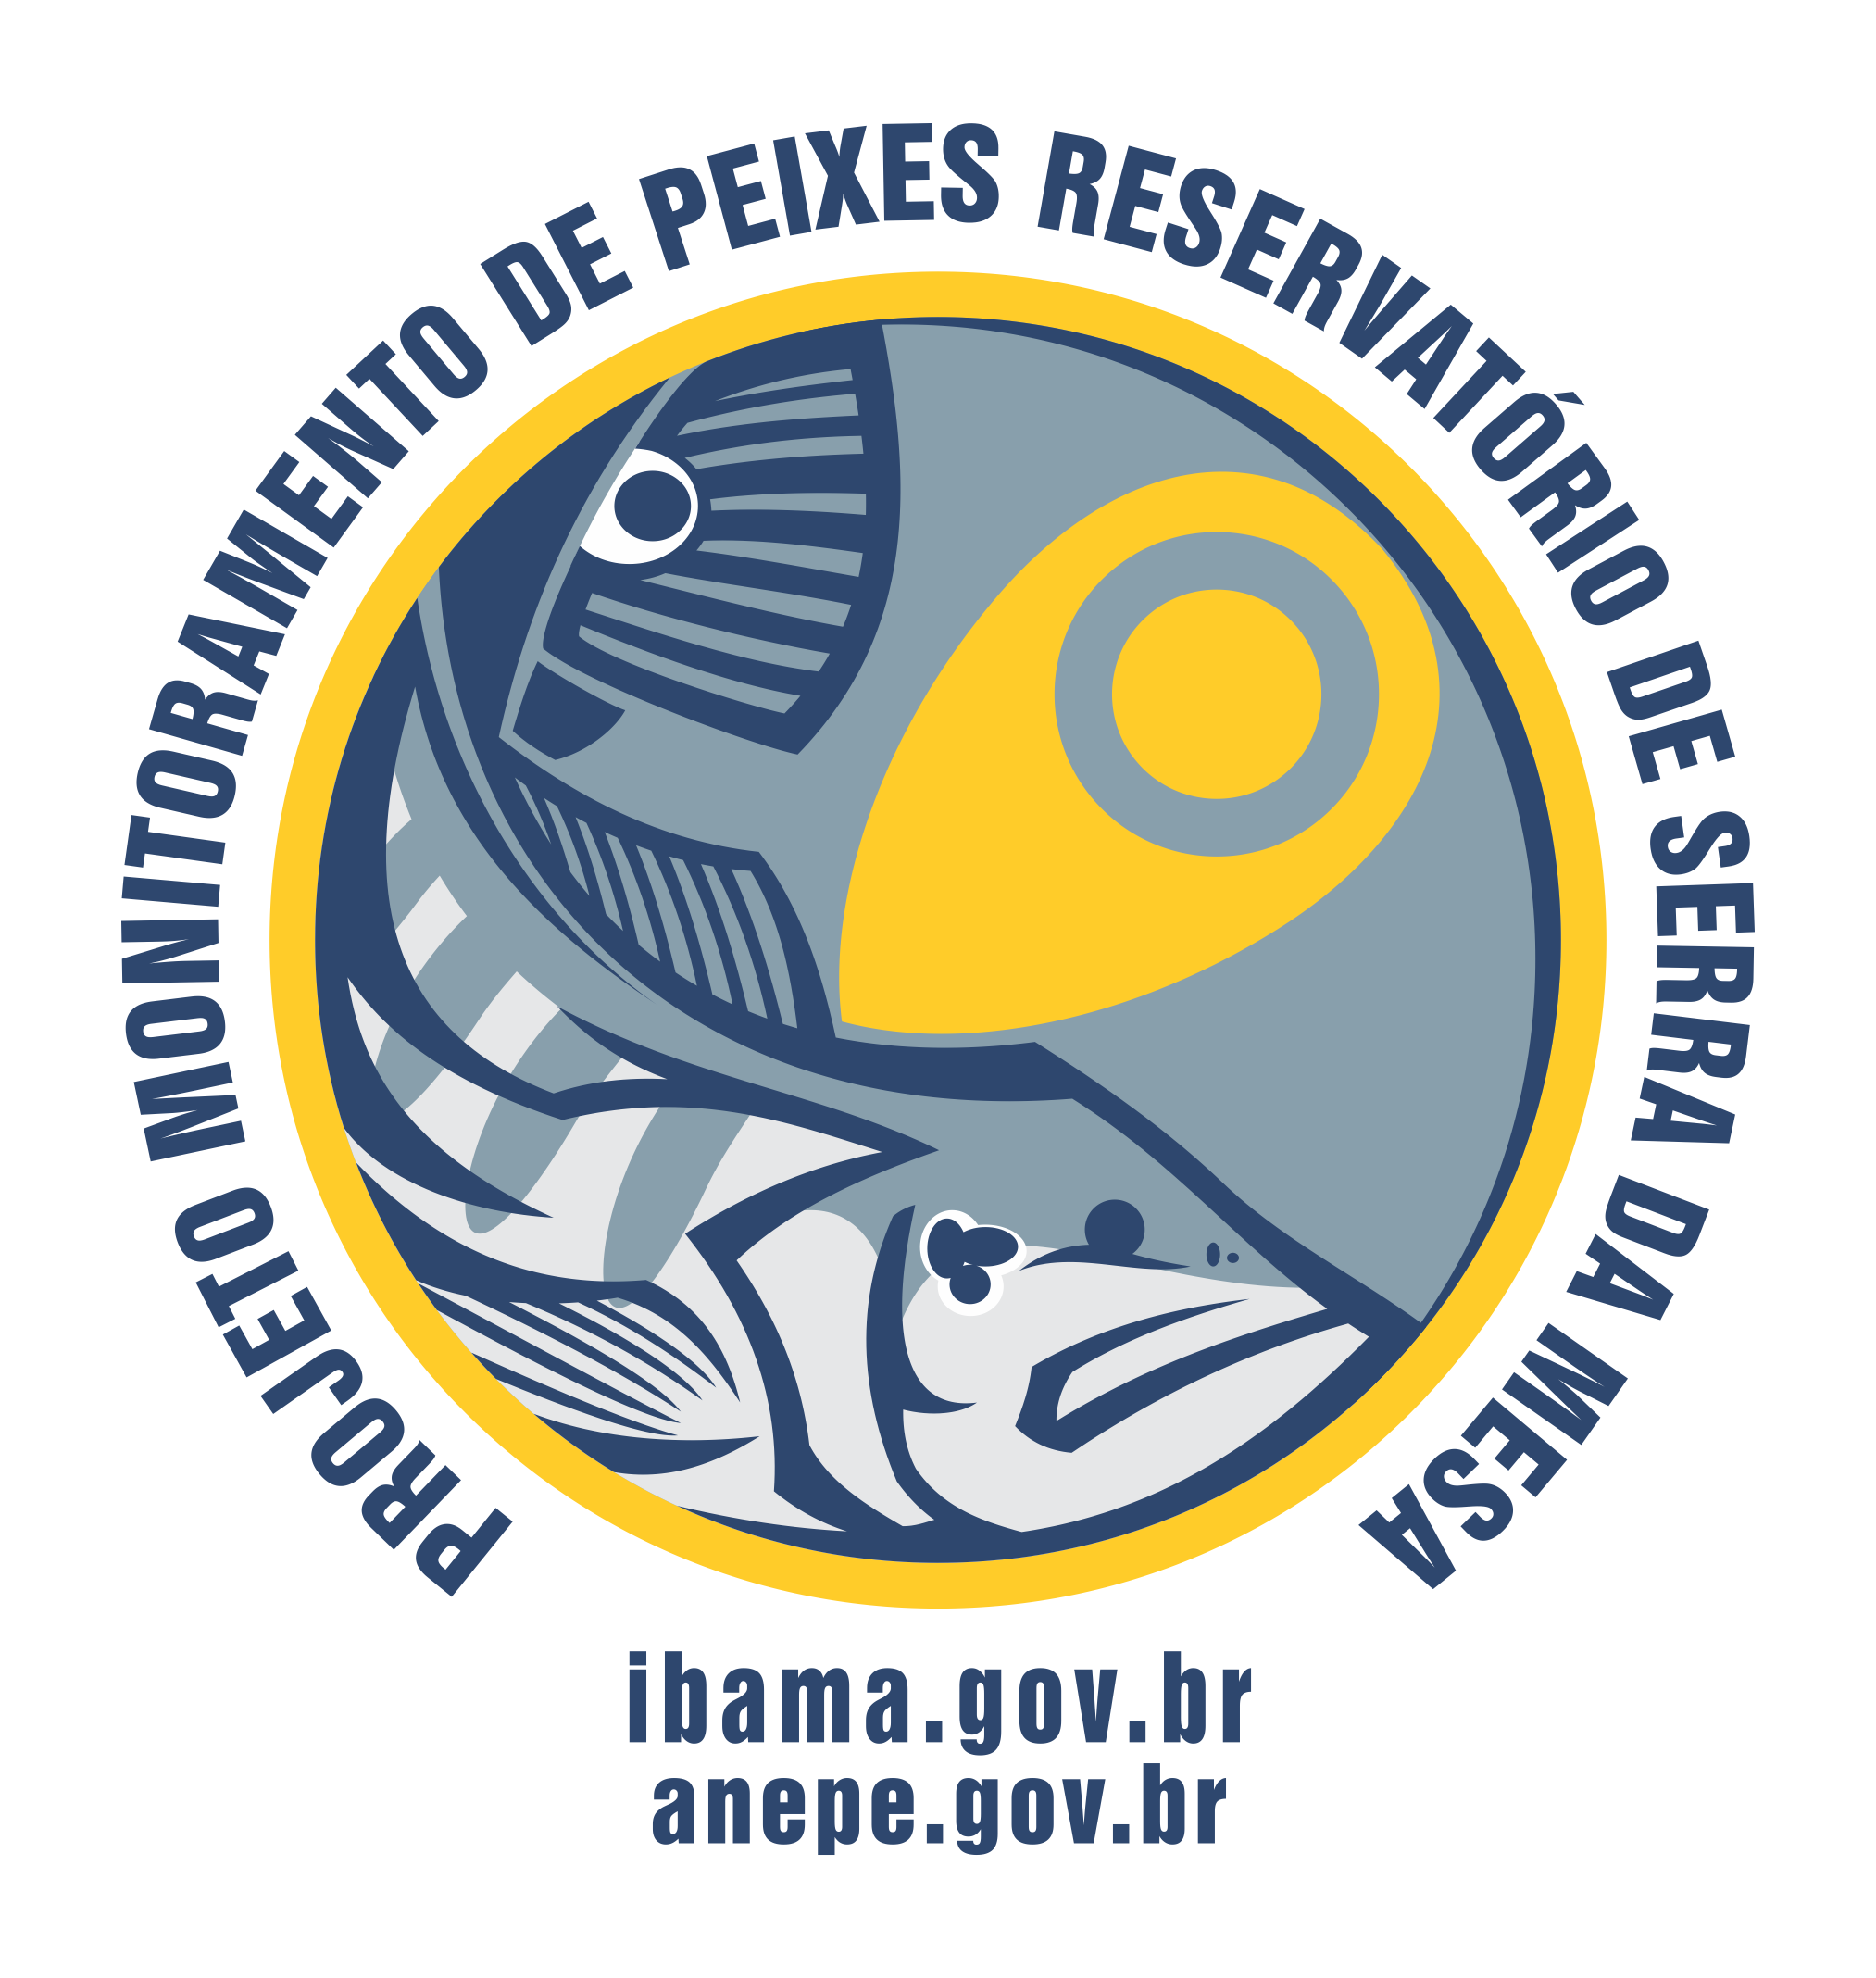 PROJETO MONITORAMENTO DE PEIXES RESERVATÓRIO DE SERRA DA MESA
ibama.gov.br
anepe.gov.br